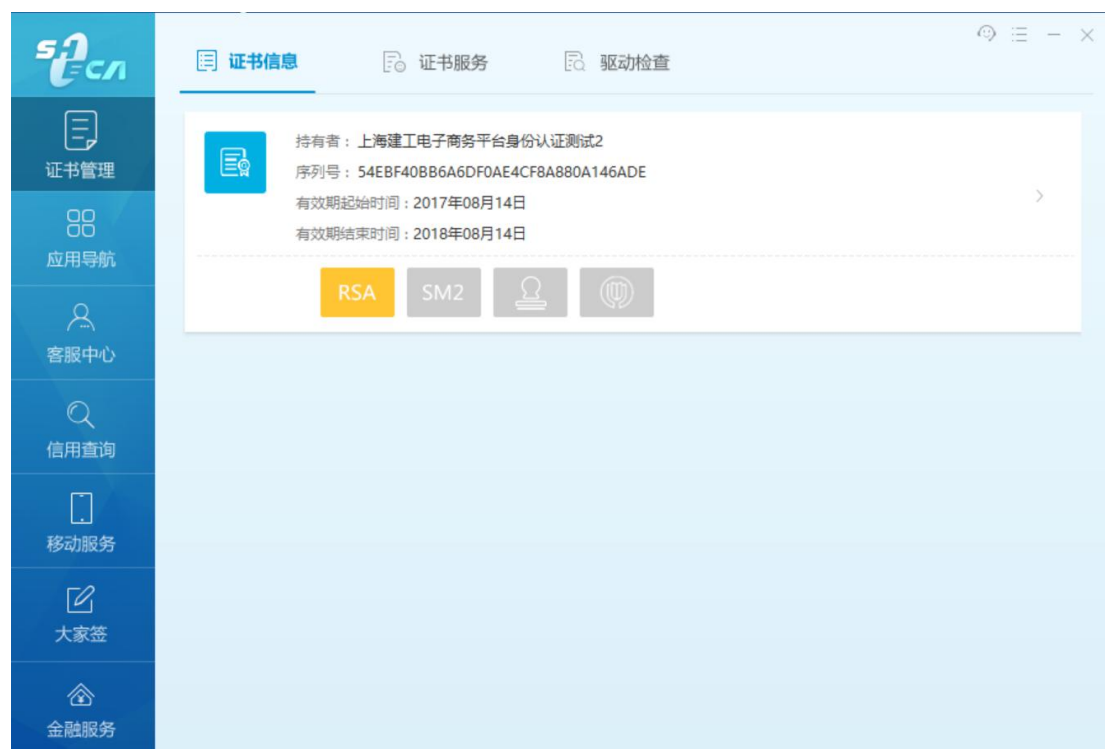 SHECA
证书信息
证书服务
驱动检查
证书管理
应用导航
客服中心
信用查询
移动服务
大家签
金融服务
持有者：上海建工电子商务平台身份认证测试2
序列号：54EBF40BB6A6DF0AE4CF8A880A146ADE
有效期起始时间：2017年08月14日
有效期结束时间：2018年08月14日
RSA
SM2